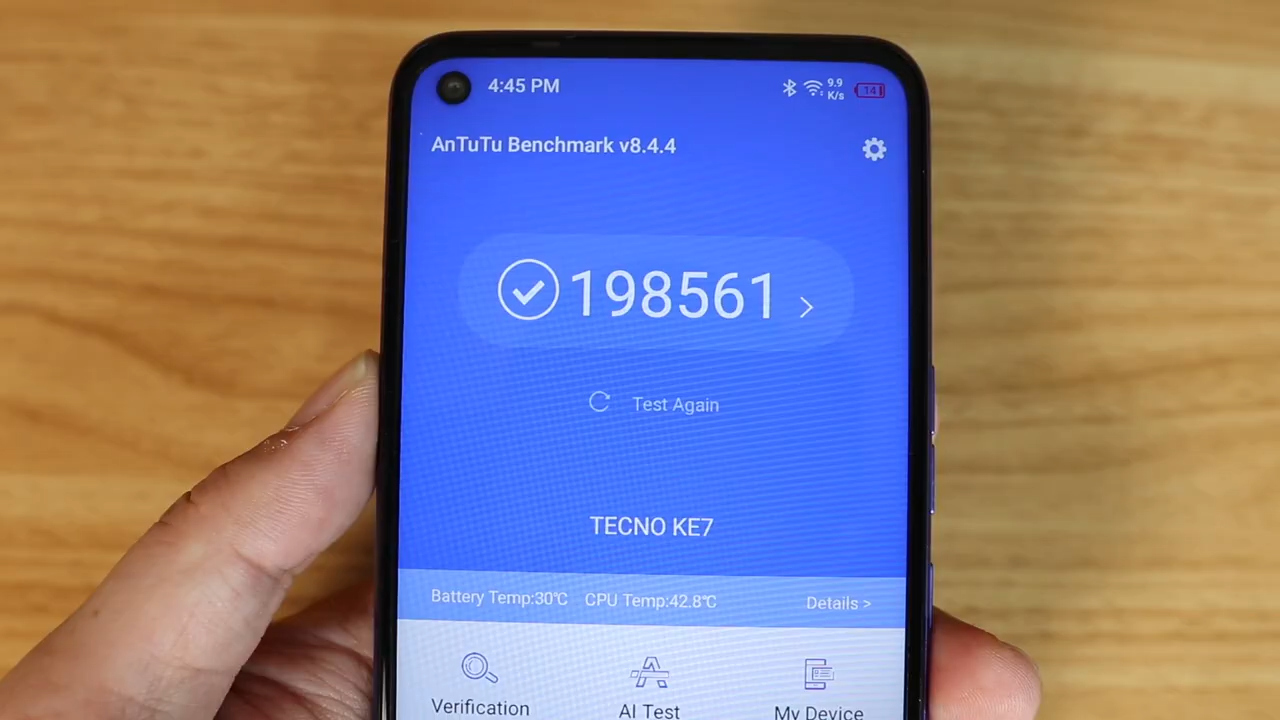 4:45 PM
9.9
K/s
14
AnTuTu Benchmark v8.4.4
198561 >
Test Again
TECNO KE7
Battery Temp:30℃ CPU Temp:42.8℃ Details >
Verification
AI Test
My Device